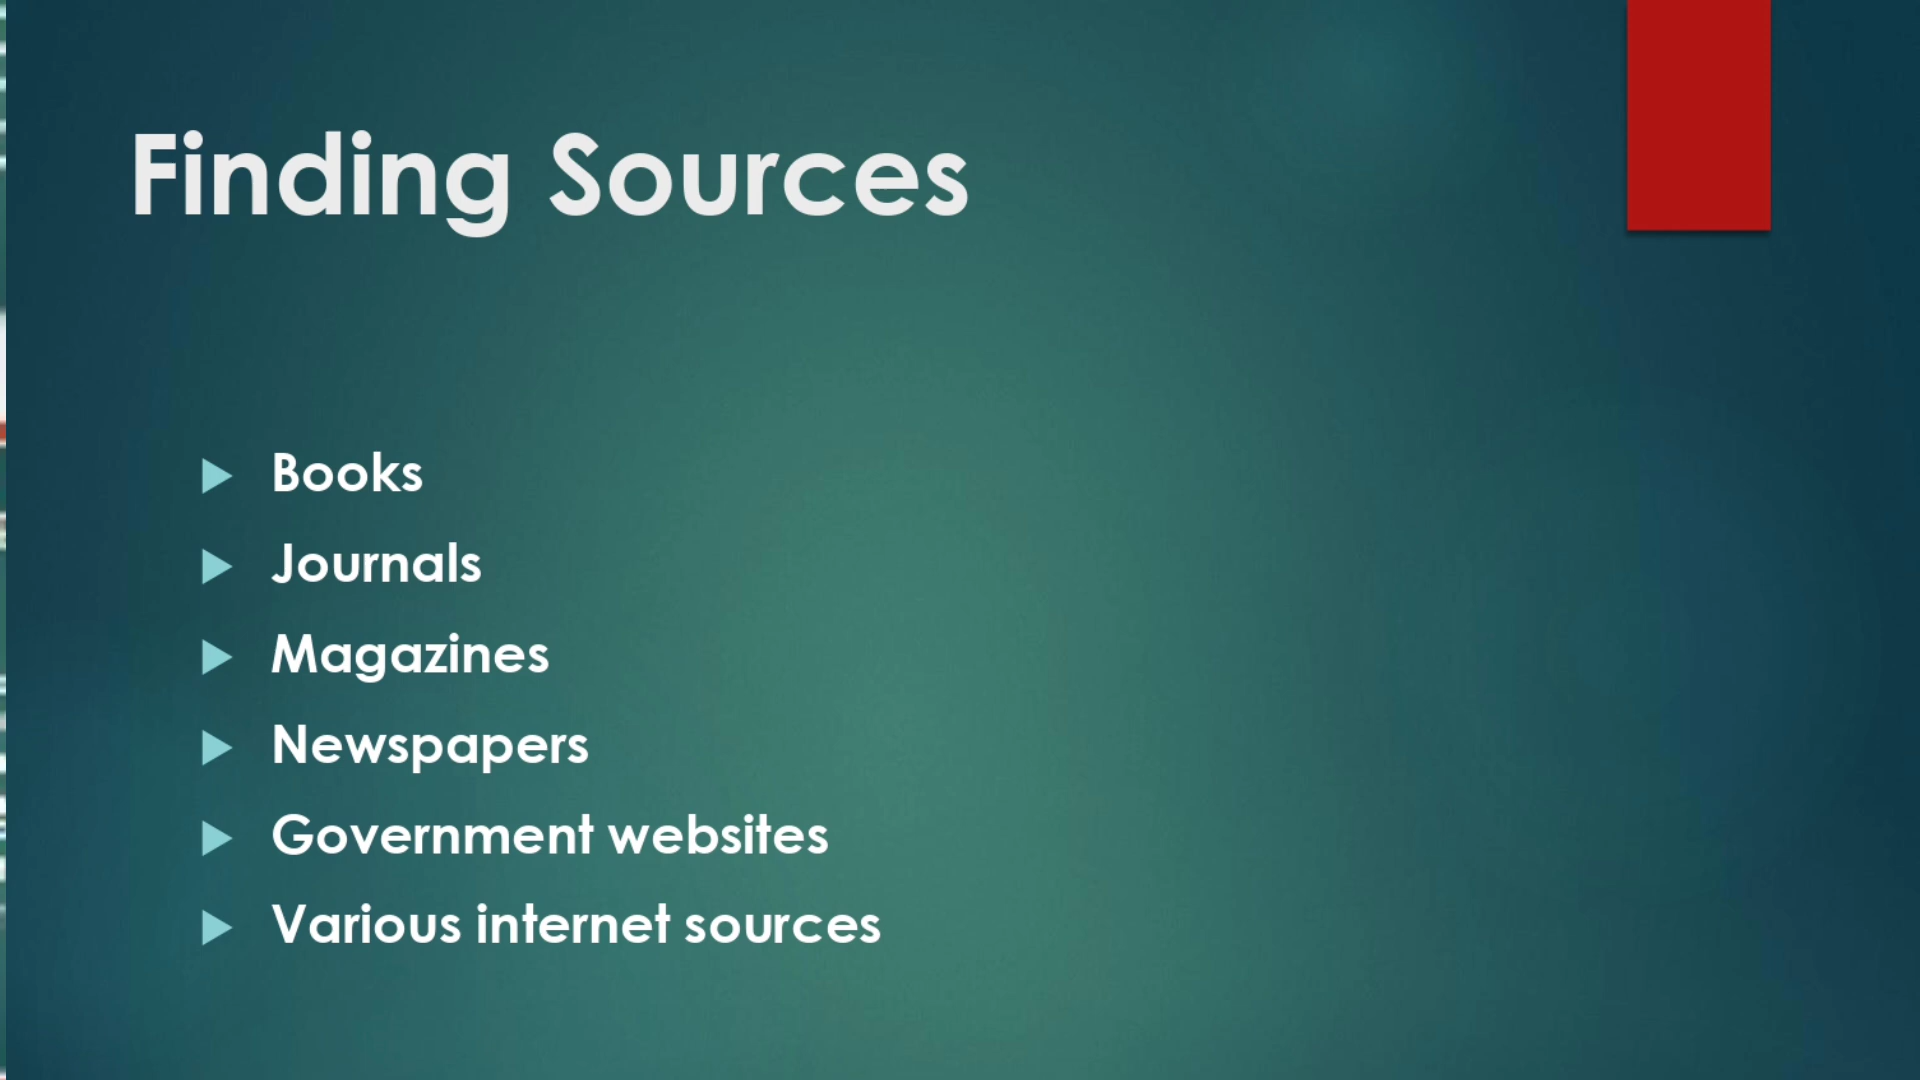 Finding Sources
Books
Journals
Magazines
Newspapers
Government websites
Various internet sources